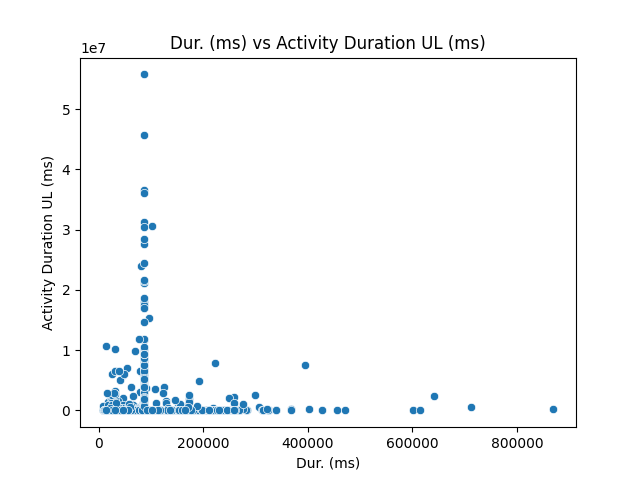 Dur. (ms) vs Activity Duration UL (ms)
1e7
5
4
3
2
1
0
Activity Duration UL (ms)
0 200000 400000 600000 800000
Dur. (ms)